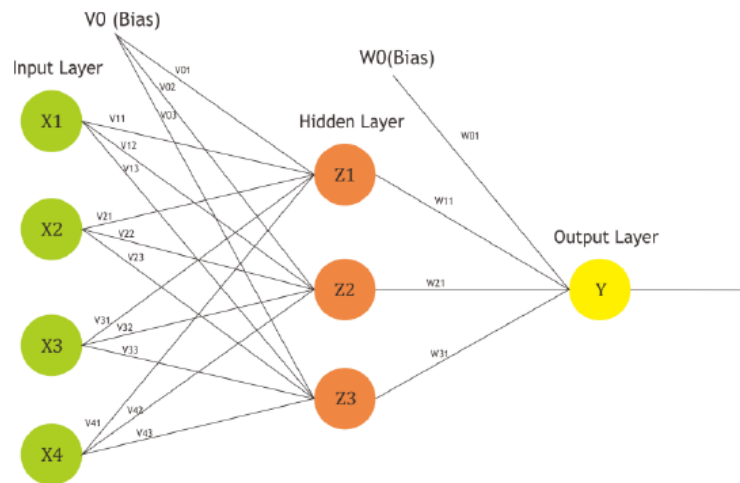 V0 (Bias)
W0(Bias)
Input Layer
V01
V02
V03
X1
V11
V12
V13
Hidden Layer
W01
Z1
W11
X2
V21
V22
V23
Output Layer
Z2
W21
Y
X3
V31
V32
V33
W31
Z3
X4
V41
V42
V43